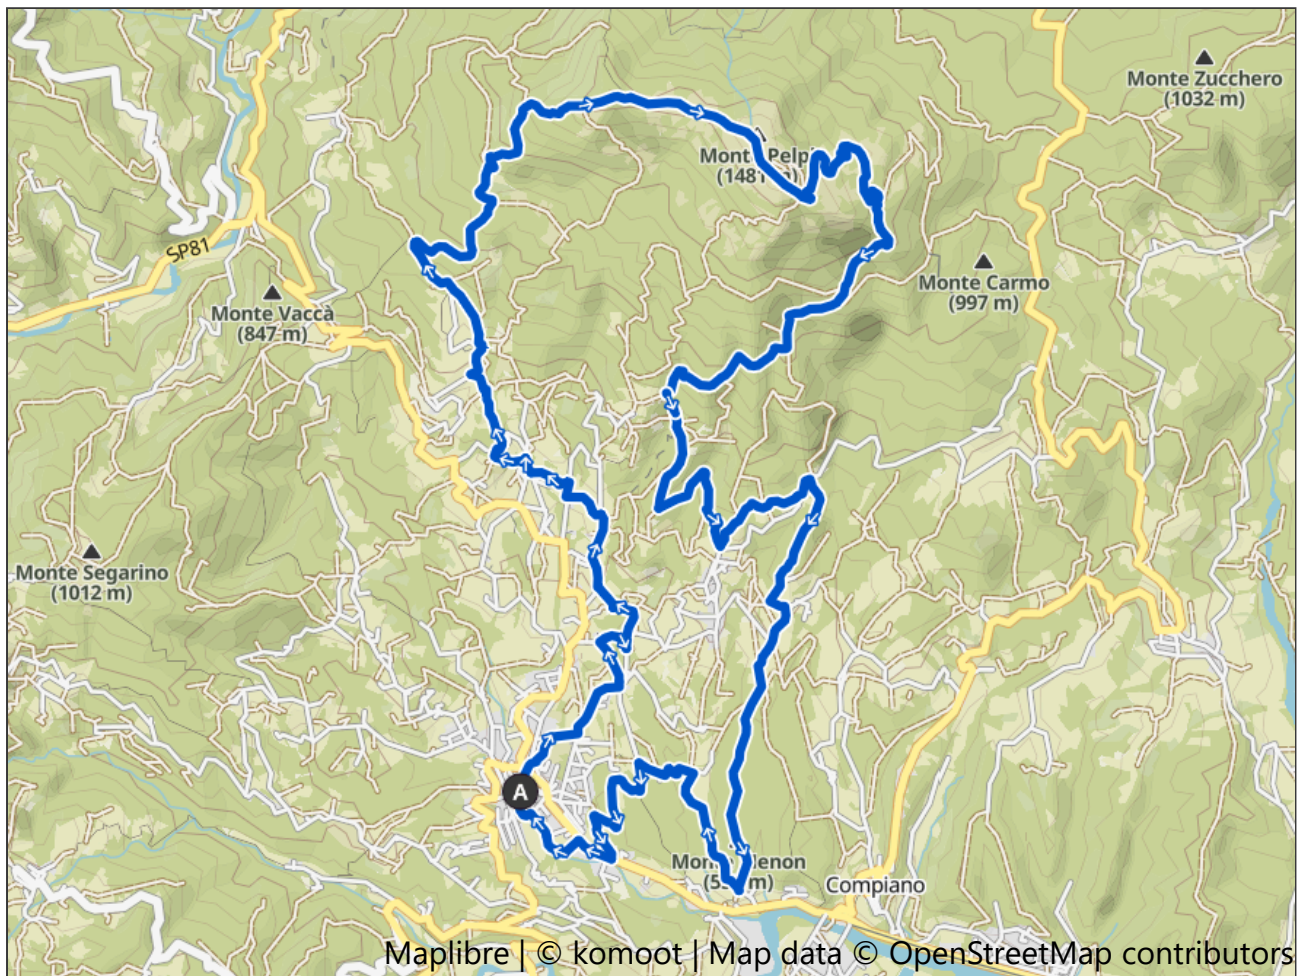 Monte Zucchero
(1032 m)
SP81
Monte Carmo
(997 m)
Monte Vaccà
(847 m)
Monte Segarino
(1012 m)
A
Compiano
Maplibre | © komoot | Map data © OpenStreetMap contributors